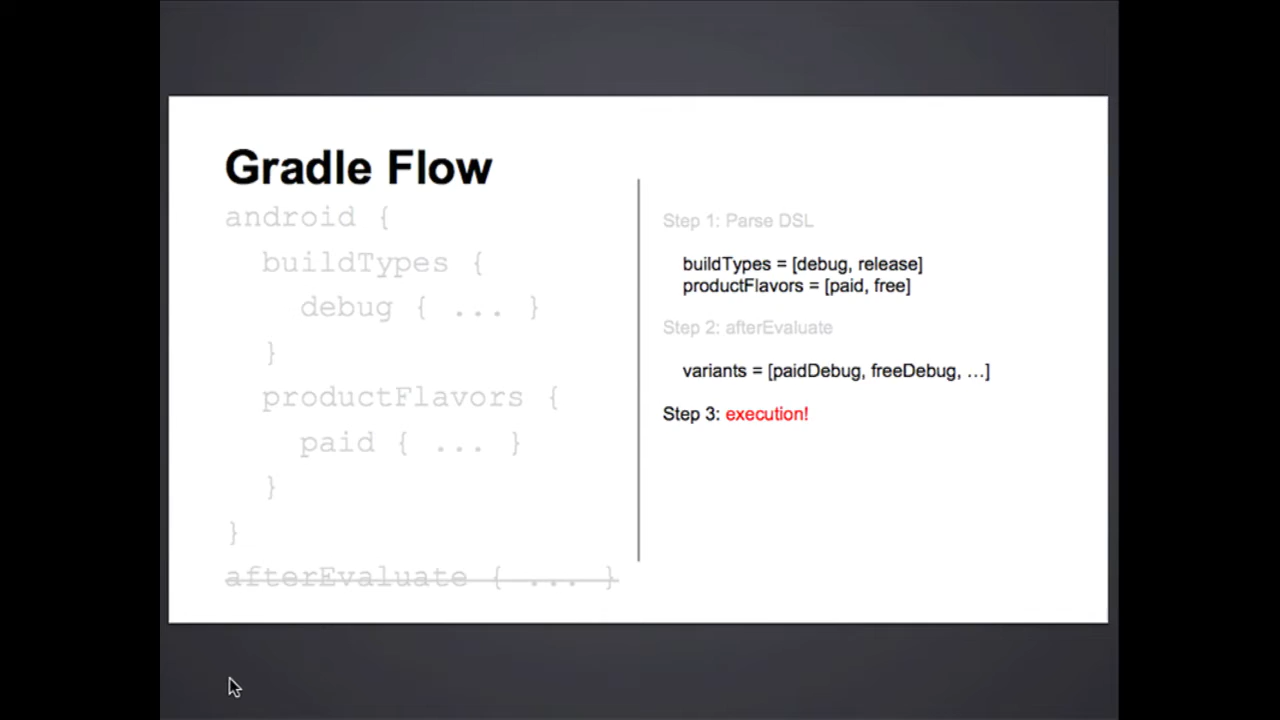 Gradle Flow
android {
buildTypes {
debug { ... }
}
productFlavors {
paid { ... }
}
}
afterEvaluate { ... }
Step 1: Parse DSL
buildTypes = [debug, release]
productFlavors = [paid, free]
Step 2: afterEvaluate
variants = [paidDebug, freeDebug, …]
Step 3: execution!